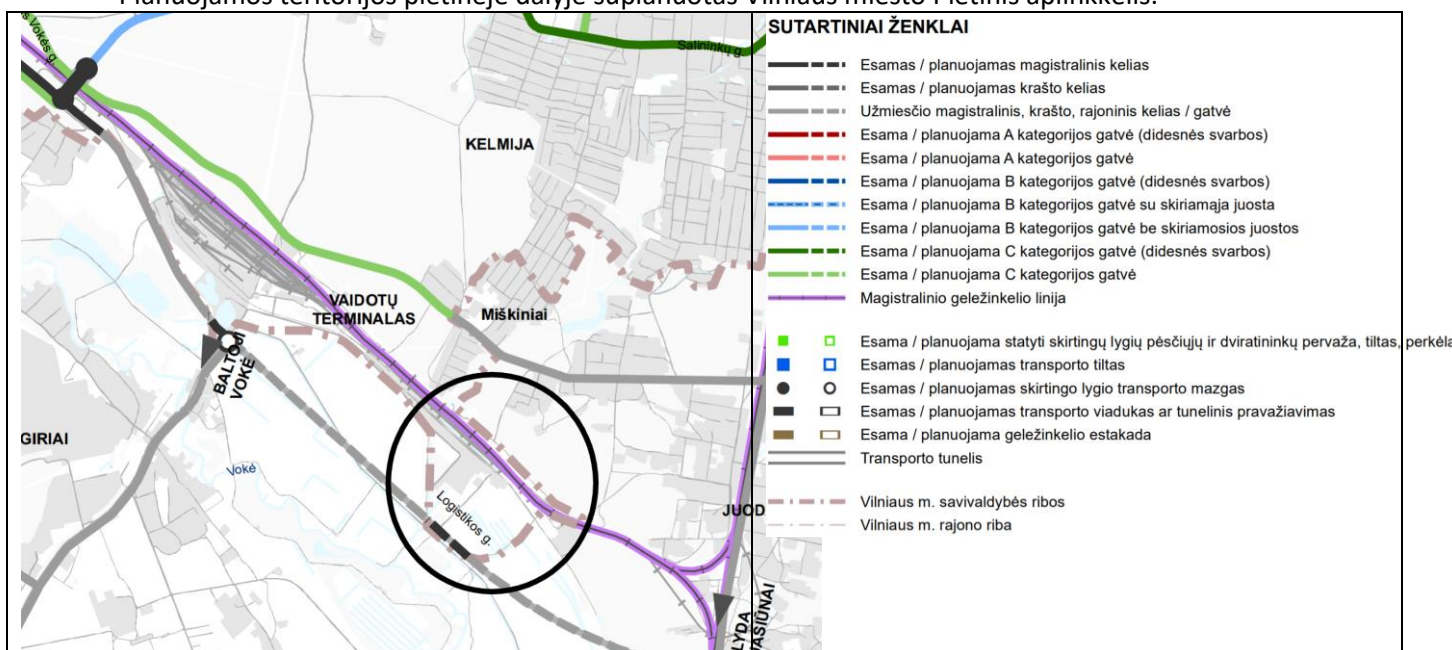 Planuojamos teritorijos pietinėje dalyje suplanuotas Vilniaus miesto Pietinis aplinkkelis.
Vokės g.
Salininkų g.
KELMIJA
VAIDOTŲ
TERMINALAS
Miškiniai
BALTOJI
VOKĖ
GIRIAI
Vokė
Logistikos g.
JUOD
LYDA
SUTARTINIAI ŽENKLAI
Esamas / planuojamas magistralinis kelias
Esamas / planuojamas krašto kelias
Užmiesčio magistralinis, krašto, rajoninis kelias / gatvė
Esama / planuojama A kategorijos gatvė (didesnės svarbos)
Esama / planuojama A kategorijos gatvė
Esama / planuojama B kategorijos gatvė (didesnės svarbos)
Esama / planuojama B kategorijos gatvė su skiriamąja juosta
Esama / planuojama B kategorijos gatvė be skiriamosios juostos
Esama / planuojama C kategorijos gatvė (didesnės svarbos)
Esama / planuojama C kategorijos gatvė
Magistralinio geležinkelio linija
Esama / planuojama statyti skirtingų lygių pėsčiųjų ir dviratininkų pervaža, tiltas, perkėla
Esamas / planuojamas transporto tiltas
Esamas / planuojamas skirtingo lygio transporto mazgas
Esamas / planuojamas transporto viadukas ar tunelinis pravažiavimas
Esama / planuojama geležinkelio estakada
Transporto tunelis
Vilniaus m. savivaldybės ribos
Vilniaus m. rajono riba